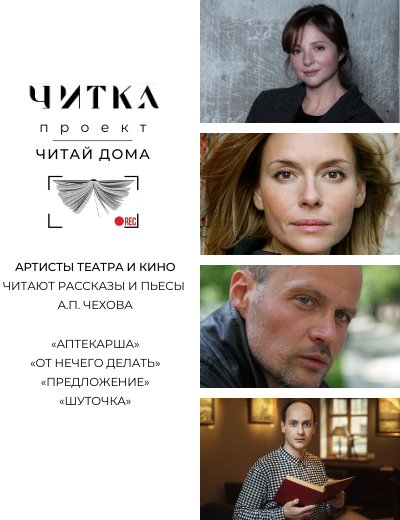 ЧИТКА
проект
ЧИТАЙ ДОМА
REC
АРТИСТЫ ТЕАТРА И КИНО
ЧИТАЮТ РАССКАЗЫ И ПЬЕСЫ
А.П. ЧЕХОВА
«АПТЕКАРША»
«ОТ НЕЧЕГО ДЕЛАТЬ»
«ПРЕДЛОЖЕНИЕ»
«ШУТОЧКА»